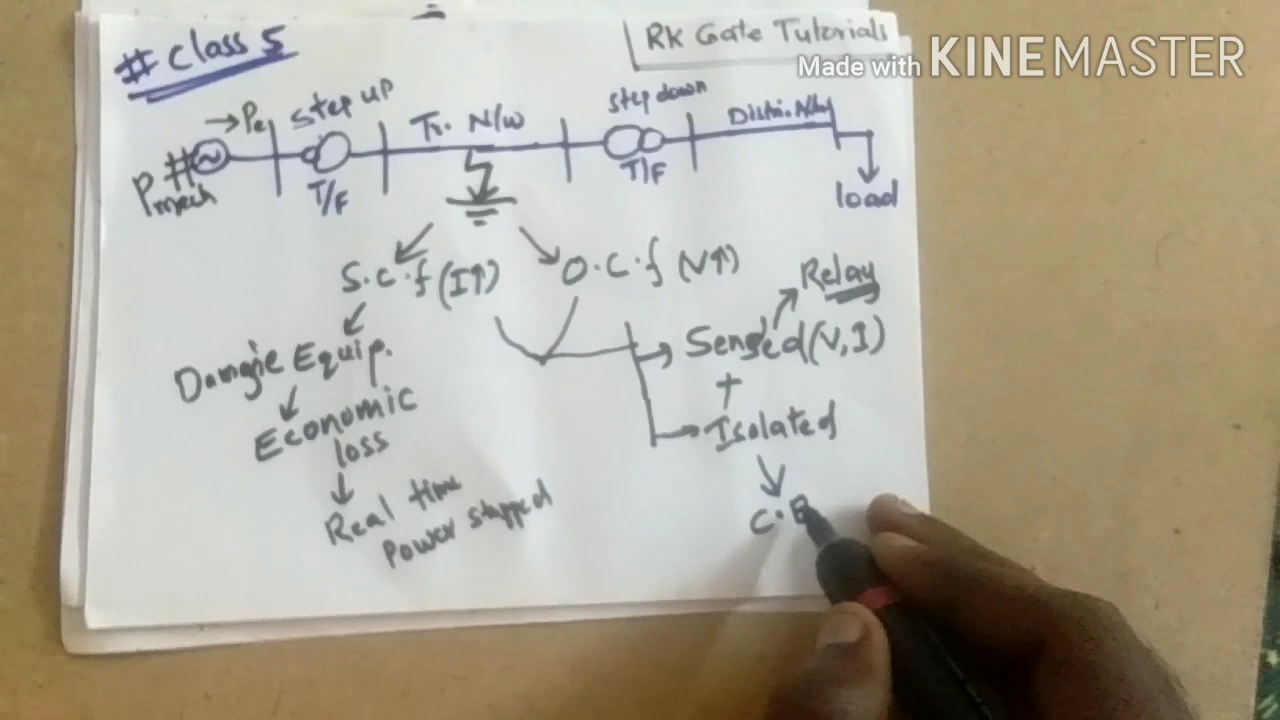 # Class 5
RK Gate Tutorials
Made with KINEMASTER
→Pe
step up
Tr. N/w
step down
Distri. N/w
#
Pmech
T/F
T/F
load
S.C.f (I↑)
O.C.f (V↑)
Relay
Damgie Equip.
Sensed (V, I)
+
Economic
loss
Isolated
Real time
Power stopped
C.B